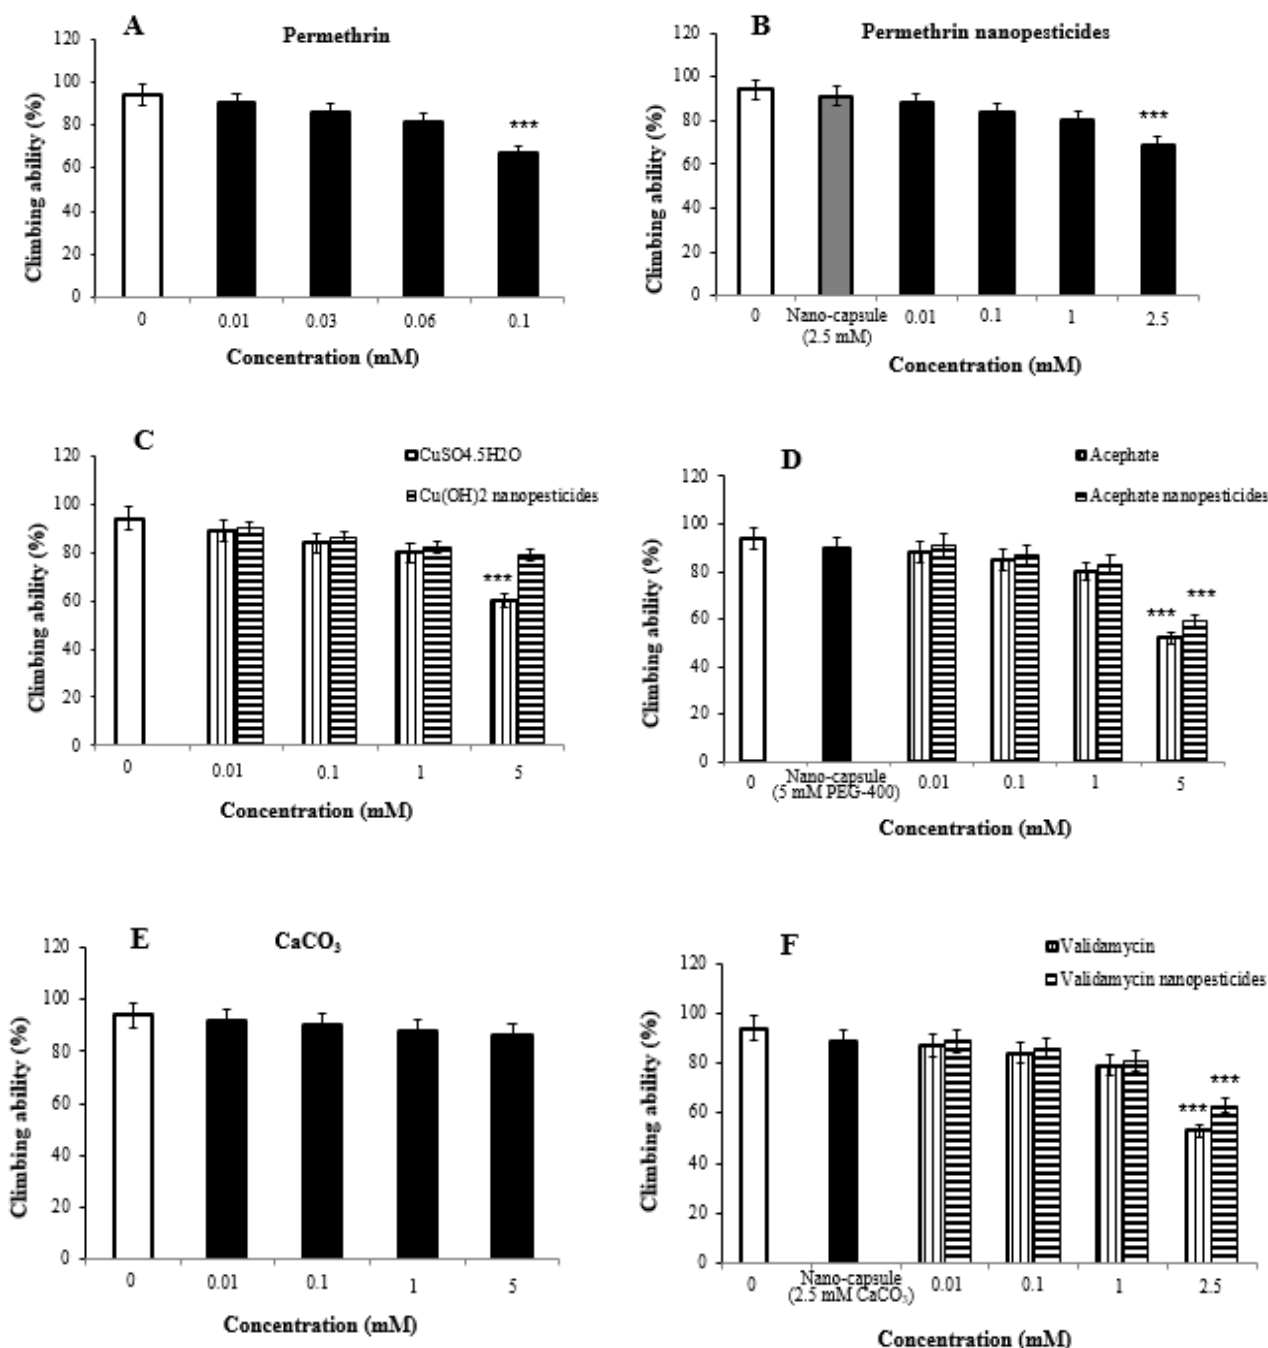 A
Permethrin
120
100
80
60
40
20
0
Climbing ability (%)
***
0 0.01 0.03 0.06 0.1
Concentration (mM)
B
Permethrin nanopesticides
120
100
80
60
40
20
0
Climbing ability (%)
***
0 Nano-capsule 0.01 0.1 1 2.5
(2.5 mM)
Concentration (mM)
C
CuSO4.5H2O
Cu(OH)2 nanopesticides
120
100
80
60
40
20
0
Climbing ability (%)
***
0 0.01 0.1 1 5
Concentration (mM)
D
Acephate
Acephate nanopesticides
120
100
80
60
40
20
0
Climbing ability (%)
*** ***
0 Nano-capsule 0.01 0.1 1 5
(5 mM PEG-400)
Concentration (mM)
E
CaCO₃
120
100
80
60
40
20
0
Climbing ability (%)
0 0.01 0.1 1 5
Concentration (mM)
F
Validamycin
Validamycin nanopesticides
120
100
80
60
40
20
0
Climbing ability (%)
*** ***
0 Nano-capsule 0.01 0.1 1 2.5
(2.5 mM CaCO₃)
Concentration (mM)